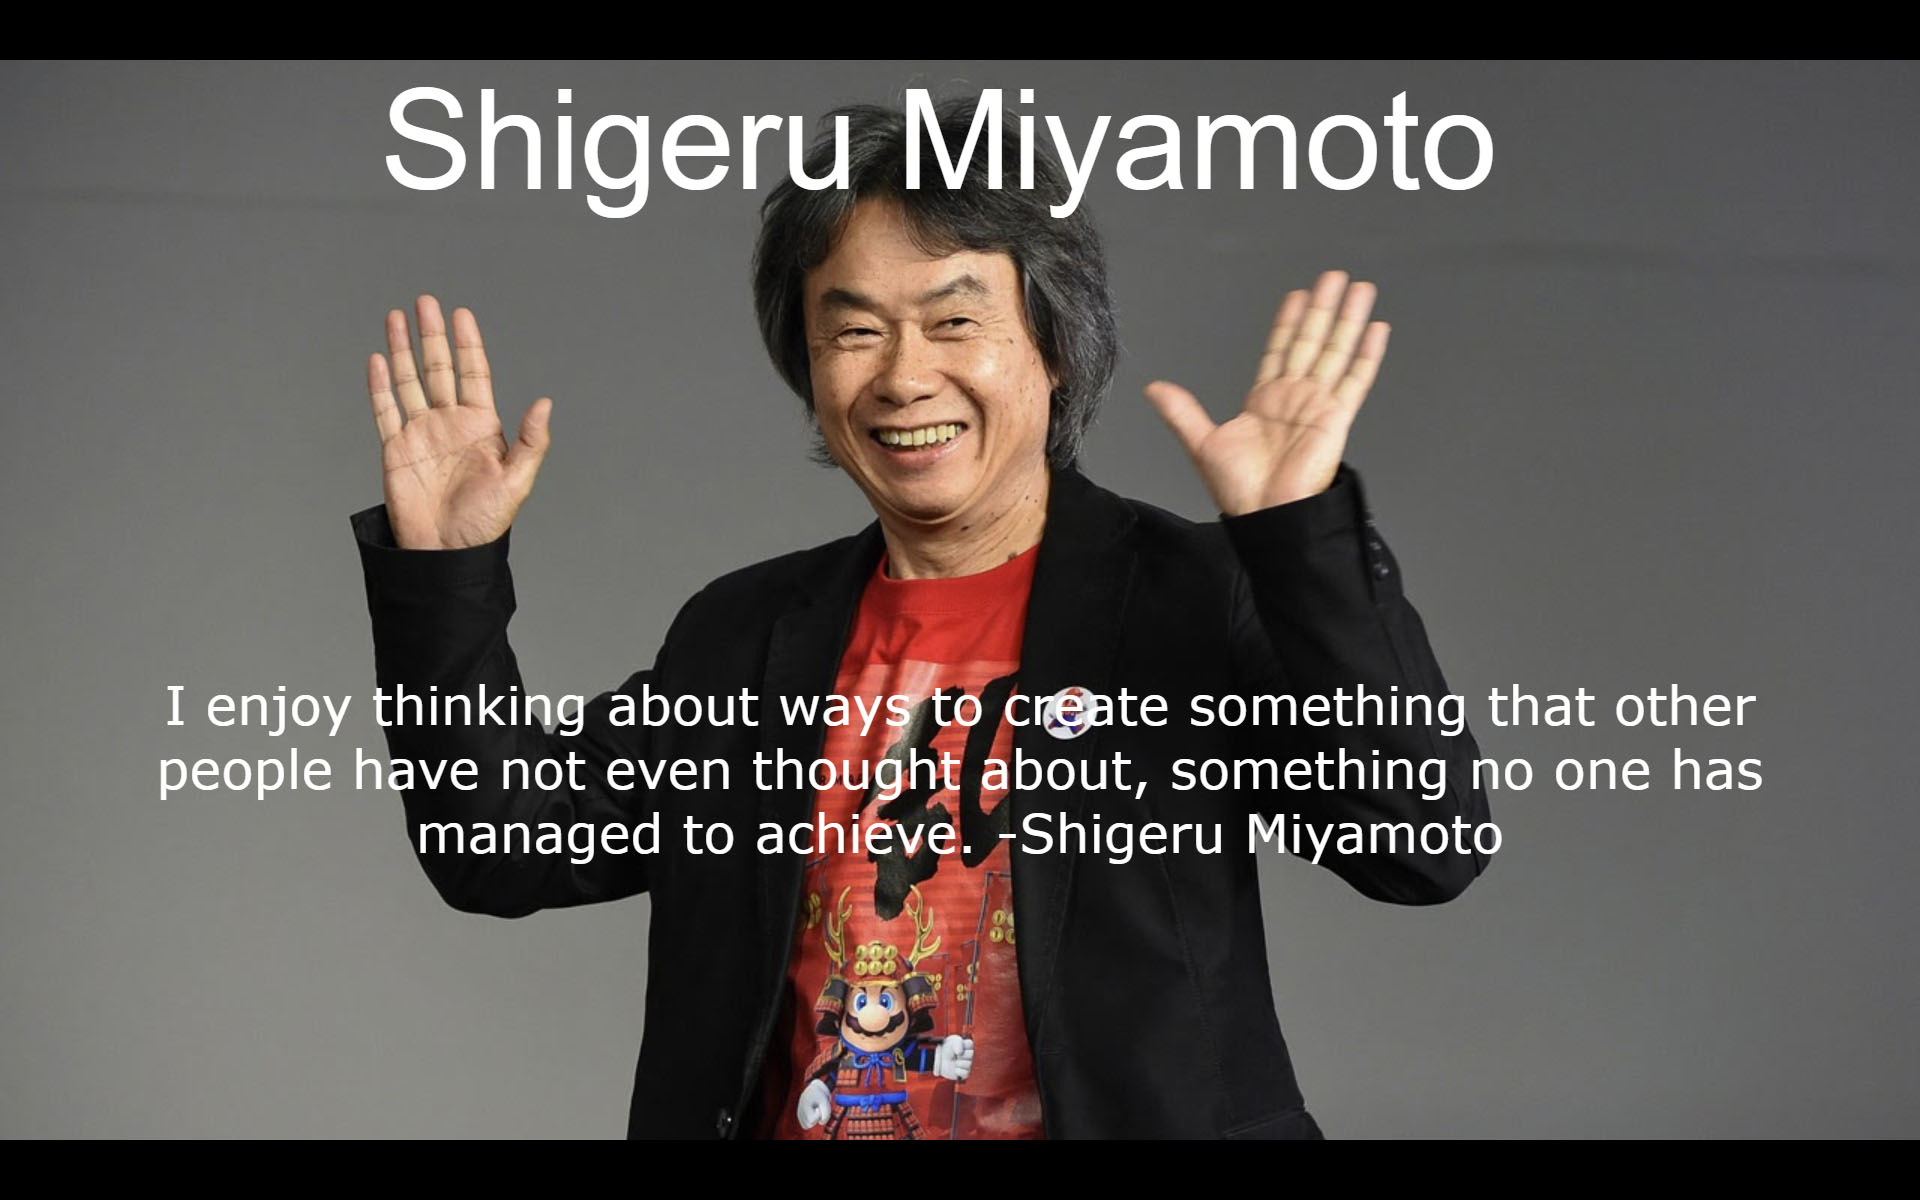 Shigeru Miyamoto
I enjoy thinking about ways to create something that other
people have not even thought about, something no one has
managed to achieve. -Shigeru Miyamoto